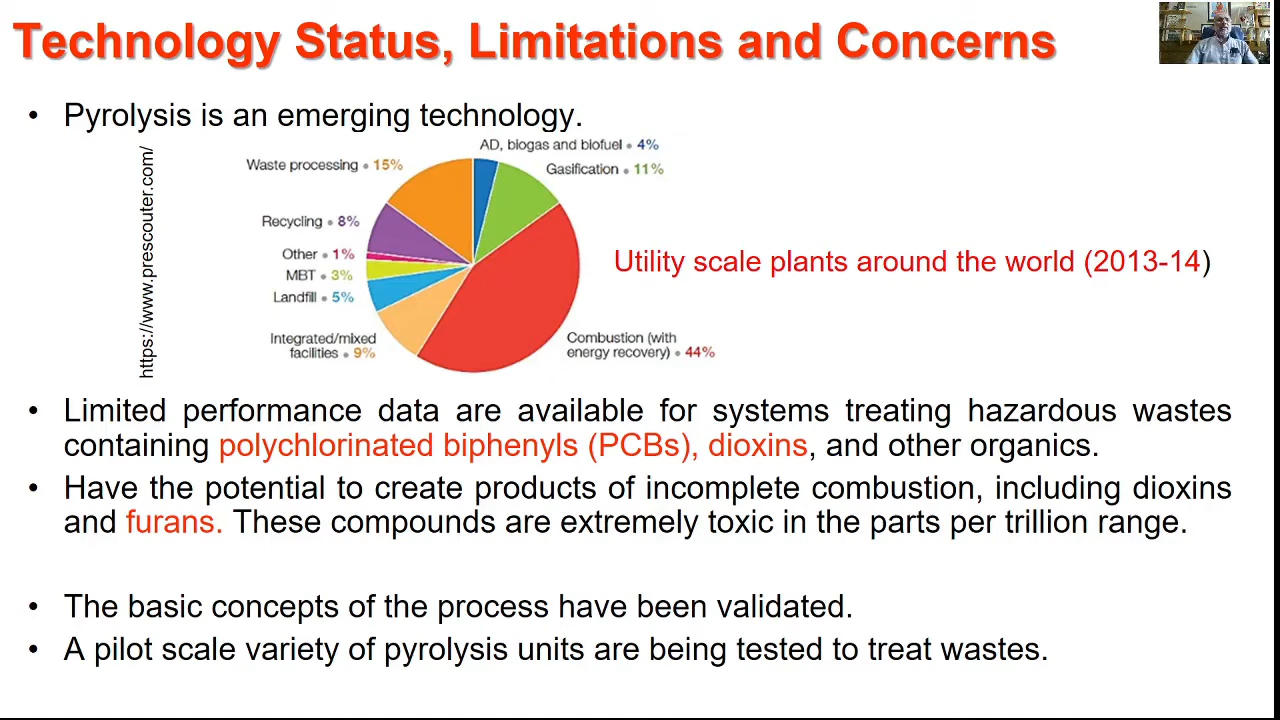 Technology Status, Limitations and Concerns
• Pyrolysis is an emerging technology.
https://www.prescouter.com/
AD, biogas and biofuel • 4%
Waste processing • 15%
Gasification • 11%
Recycling • 8%
Other • 1%
MBT • 3%
Landfill • 5%
Integrated/mixed
facilities • 9%
Combustion (with
energy recovery) • 44%
Utility scale plants around the world (2013-14)
• Limited performance data are available for systems treating hazardous wastes
containing polychlorinated biphenyls (PCBs), dioxins, and other organics.
• Have the potential to create products of incomplete combustion, including dioxins
and furans. These compounds are extremely toxic in the parts per trillion range.
• The basic concepts of the process have been validated.
• A pilot scale variety of pyrolysis units are being tested to treat wastes.